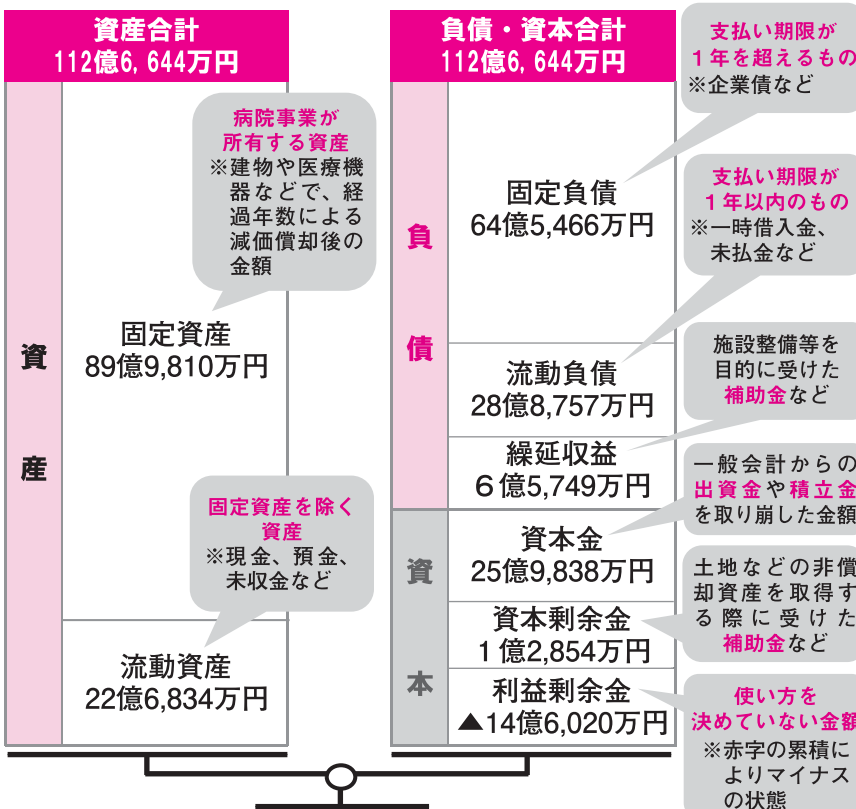 資産合計
112億6,644万円
病院事業が
所有する資産
※建物や医療機
器などで、経
過年数による
減価償却後の
金額
資産
固定資産
89億9,810万円
固定資産を除く
資産
※現金、預金、
未収金など
流動資産
22億6,834万円
負債・資本合計
112億6,644万円
負債
固定負債
64億5,466万円
流動負債
28億8,757万円
繰延収益
6億5,749万円
資本
資本金
25億9,838万円
資本剰余金
1億2,854万円
利益剰余金
▲14億6,020万円
支払い期限が
1年を超えるもの
※企業債など
支払い期限が
1年以内のもの
※一時借入金、
未払金など
施設整備等を
目的に受けた
補助金など
一般会計からの
出資金や積立金
を取り崩した金額
土地などの非償
却資産を取得す
る際に受けた
補助金など
使い方を
決めていない金額
※赤字の累積に
よりマイナス
の状態